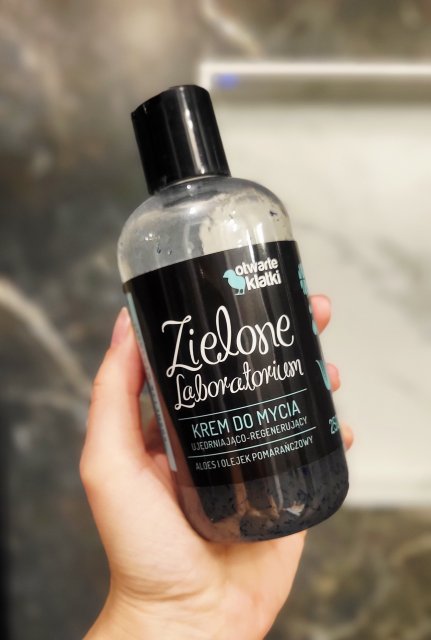 otwarte
klatki
Zielone
Laboratorium
KREM DO MYCIA
UJĘDRNIAJĄCO-REGENERUJĄCY
ALOES I OLEJEK POMARAŃCZOWY